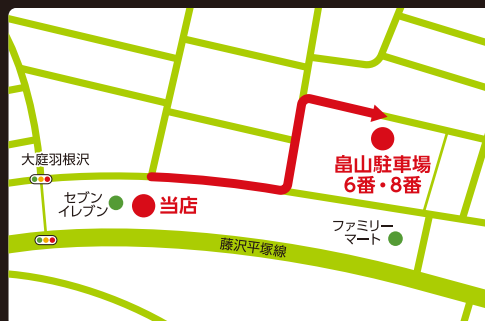 大庭羽根沢
セブン
イレブン
当店
畠山駐車場
6番・8番
ファミリー
マート
藤沢平塚線